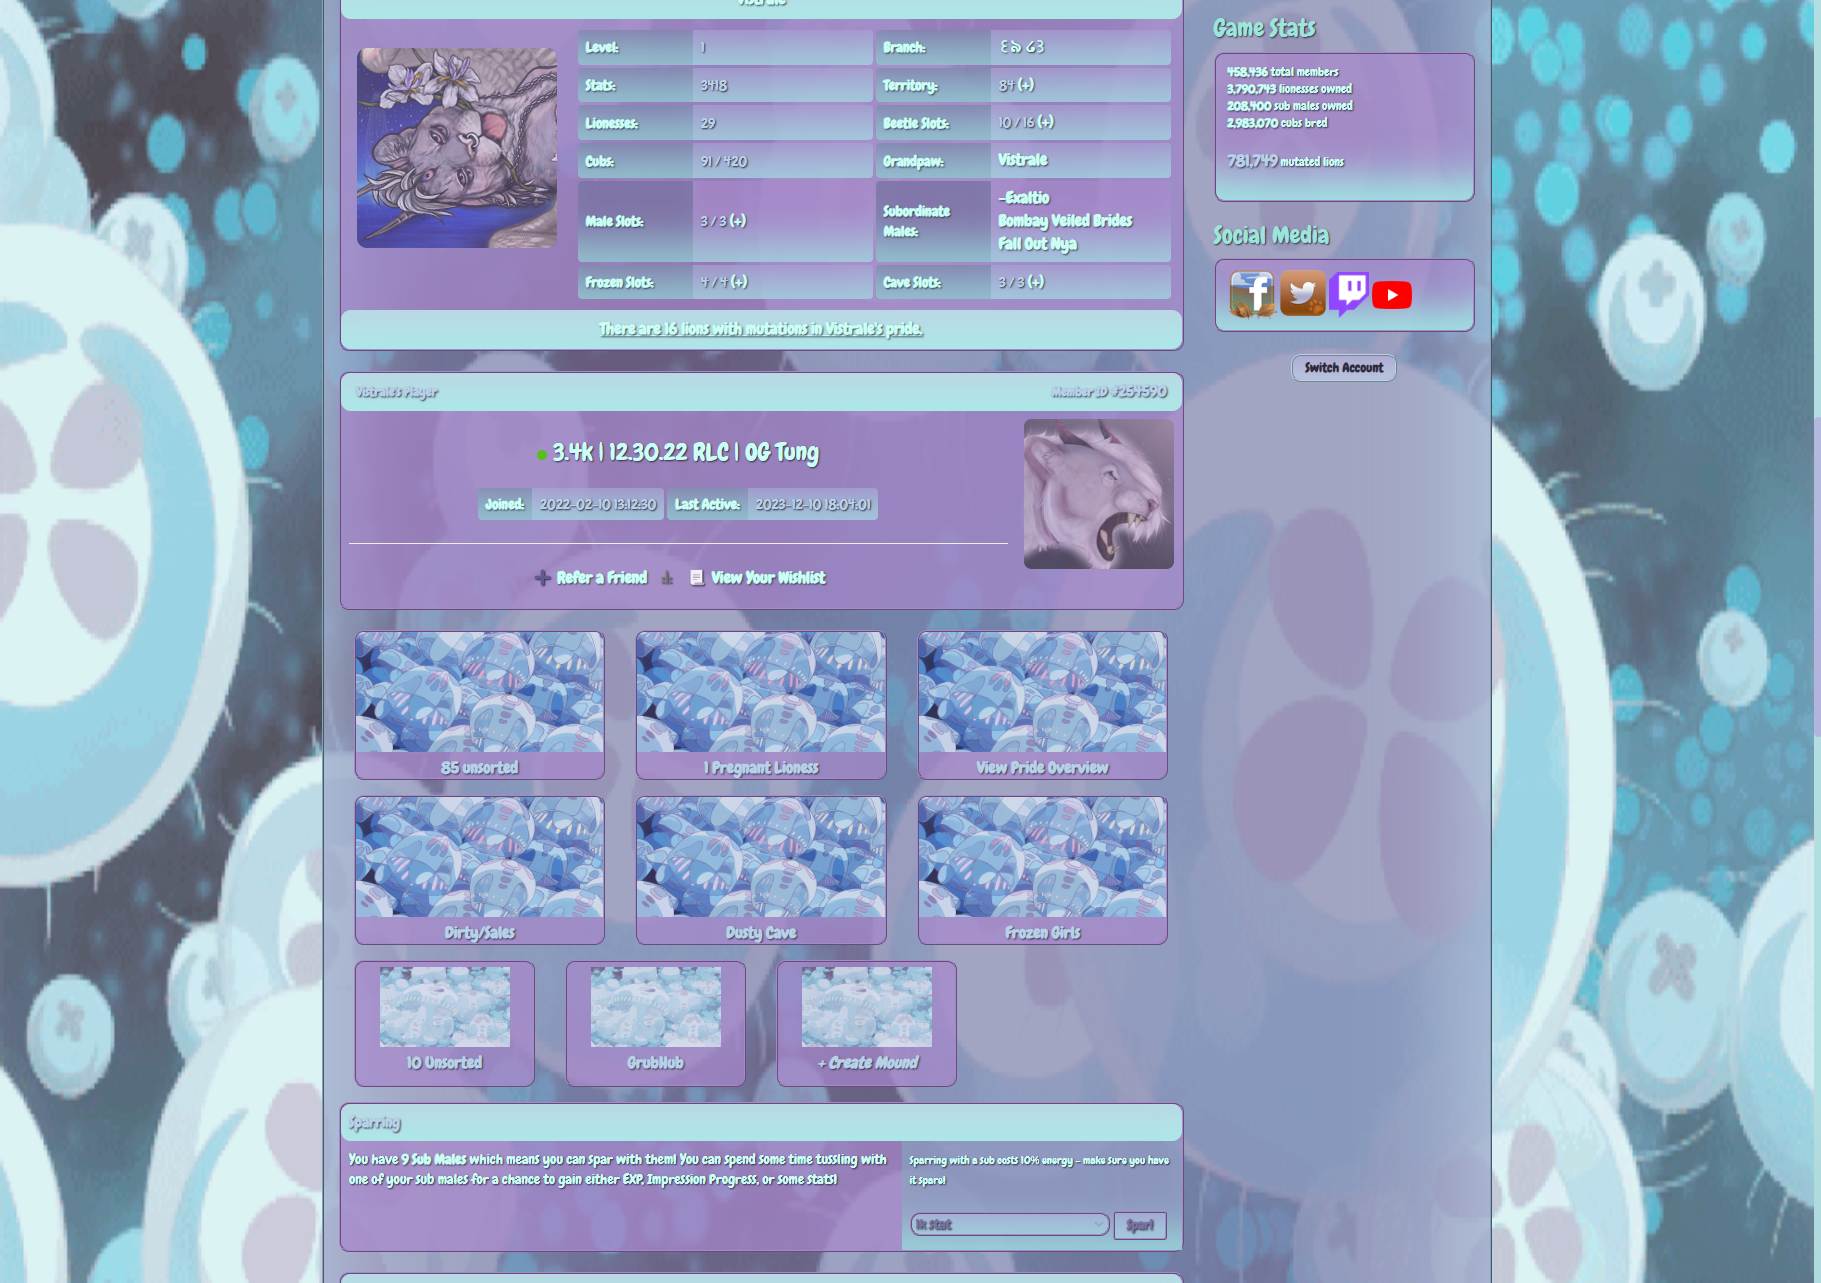 Vistrale
Level: 1
Branch:
Stats: 3418
Territory: 84 (+)
Lionesses: 29
Beetle Slots: 10 / 16 (+)
Cubs: 91 / 420
Grandpaw: Vistrale
Male Slots: 3 / 3 (+)
Subordinate Males:
-Exaltio
Bombay Veiled Brides
Fall Out Nya
Frozen Slots: 4 / 4 (+)
Cave Slots: 3 / 3 (+)
There are 16 lions with mutations in Vistrale's pride.
Vistrale's Player
Member ID #254590
3.4k | 12.30.22 RLC | OG Tung
Joined: 2022-02-10 13:12:30 Last Active: 2023-12-10 18:04:01
Refer a Friend
View Your Wishlist
85 unsorted
1 Pregnant Lioness
View Pride Overview
Dirty/Sales
Dusty Cave
Frozen Girls
10 Unsorted
GrubHub
+ Create Mound
Sparring
You have 9 Sub Males which means you can spar with them! You can spend some time tussling with
one of your sub males for a chance to gain either EXP, Impression Progress, or some stats!
Sparring with a sub costs 10% energy - make sure you have
it spare!
1k Stat
Spar!
Game Stats
458,436 total members
3,790,743 lionesses owned
208,400 sub males owned
2,983,070 cubs bred
781,749 mutated lions
Social Media
Switch Account